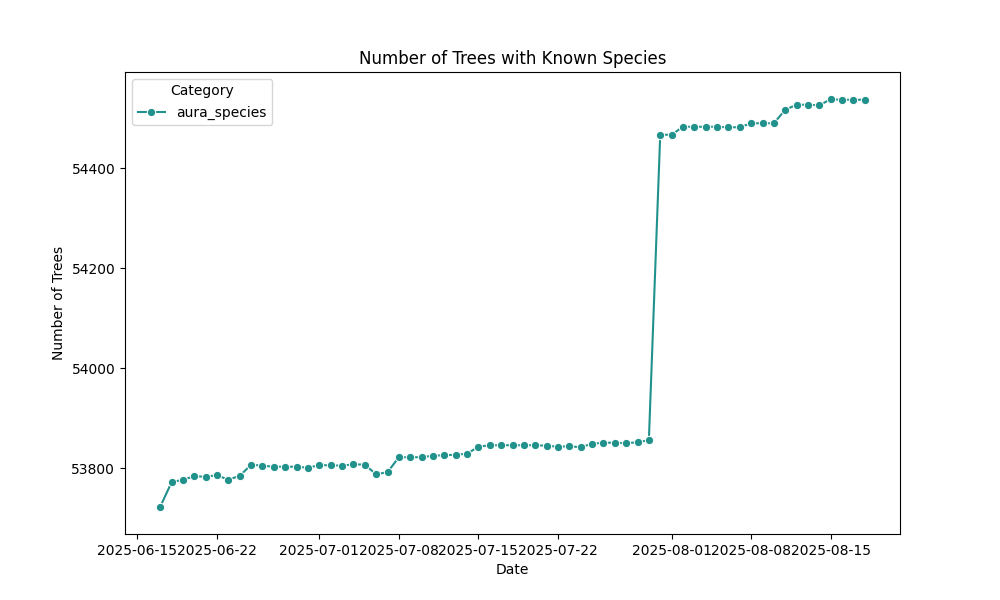 Number of Trees with Known Species
Category
aura_species
Number of Trees
54400
54200
54000
53800
2025-06-15 2025-06-22 2025-07-01 2025-07-08 2025-07-15 2025-07-22 2025-08-01 2025-08-08 2025-08-15
Date